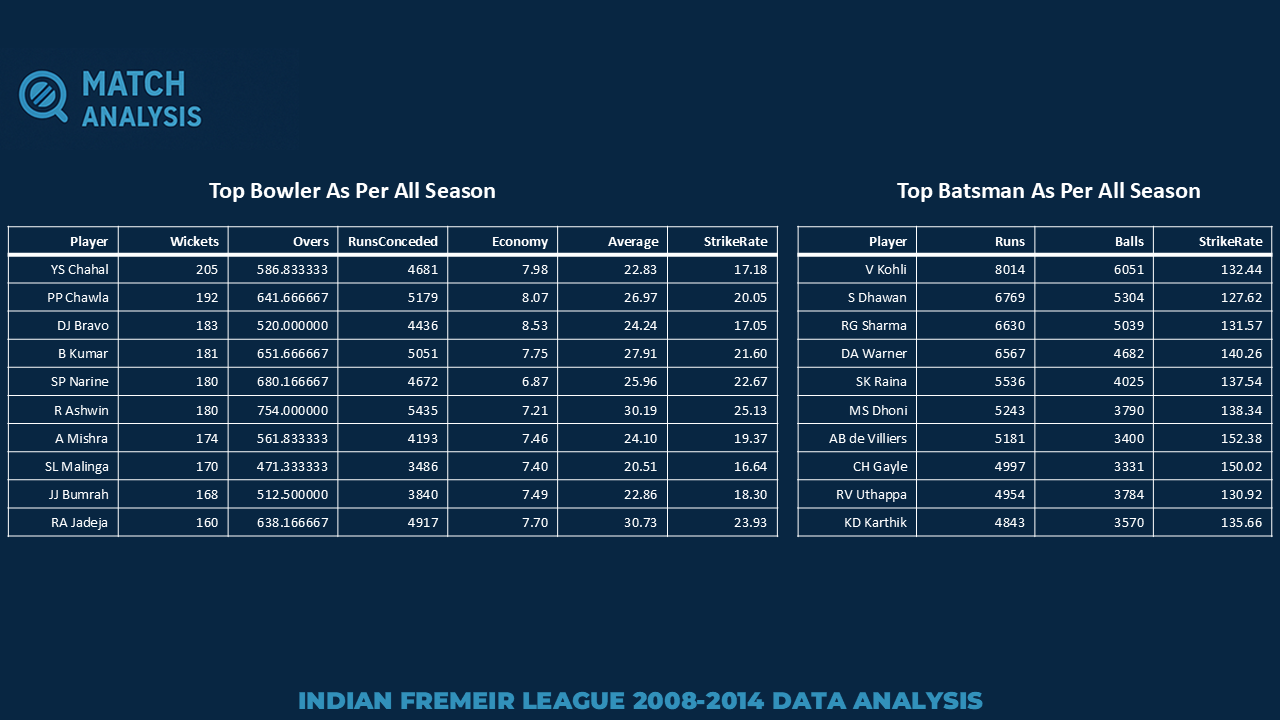 MATCH
ANALYSIS
Top Bowler As Per All Season
Player Wickets Overs RunsConceded Economy Average StrikeRate
YS Chahal 205 586.833333 4681 7.98 22.83 17.18
PP Chawla 192 641.666667 5179 8.07 26.97 20.05
DJ Bravo 183 520.000000 4436 8.53 24.24 17.05
B Kumar 181 651.666667 5051 7.75 27.91 21.60
SP Narine 180 680.166667 4672 6.87 25.96 22.67
R Ashwin 180 754.000000 5435 7.21 30.19 25.13
A Mishra 174 561.833333 4193 7.46 24.10 19.37
SL Malinga 170 471.333333 3486 7.40 20.51 16.64
JJ Bumrah 168 512.500000 3840 7.49 22.86 18.30
RA Jadeja 160 638.166667 4917 7.70 30.73 23.93
Top Batsman As Per All Season
Player Runs Balls StrikeRate
V Kohli 8014 6051 132.44
S Dhawan 6769 5304 127.62
RG Sharma 6630 5039 131.57
DA Warner 6567 4682 140.26
SK Raina 5536 4025 137.54
MS Dhoni 5243 3790 138.34
AB de Villiers 5181 3400 152.38
CH Gayle 4997 3331 150.02
RV Uthappa 4954 3784 130.92
KD Karthik 4843 3570 135.66
INDIAN FREMEIR LEAGUE 2008-2014 DATA ANALYSIS